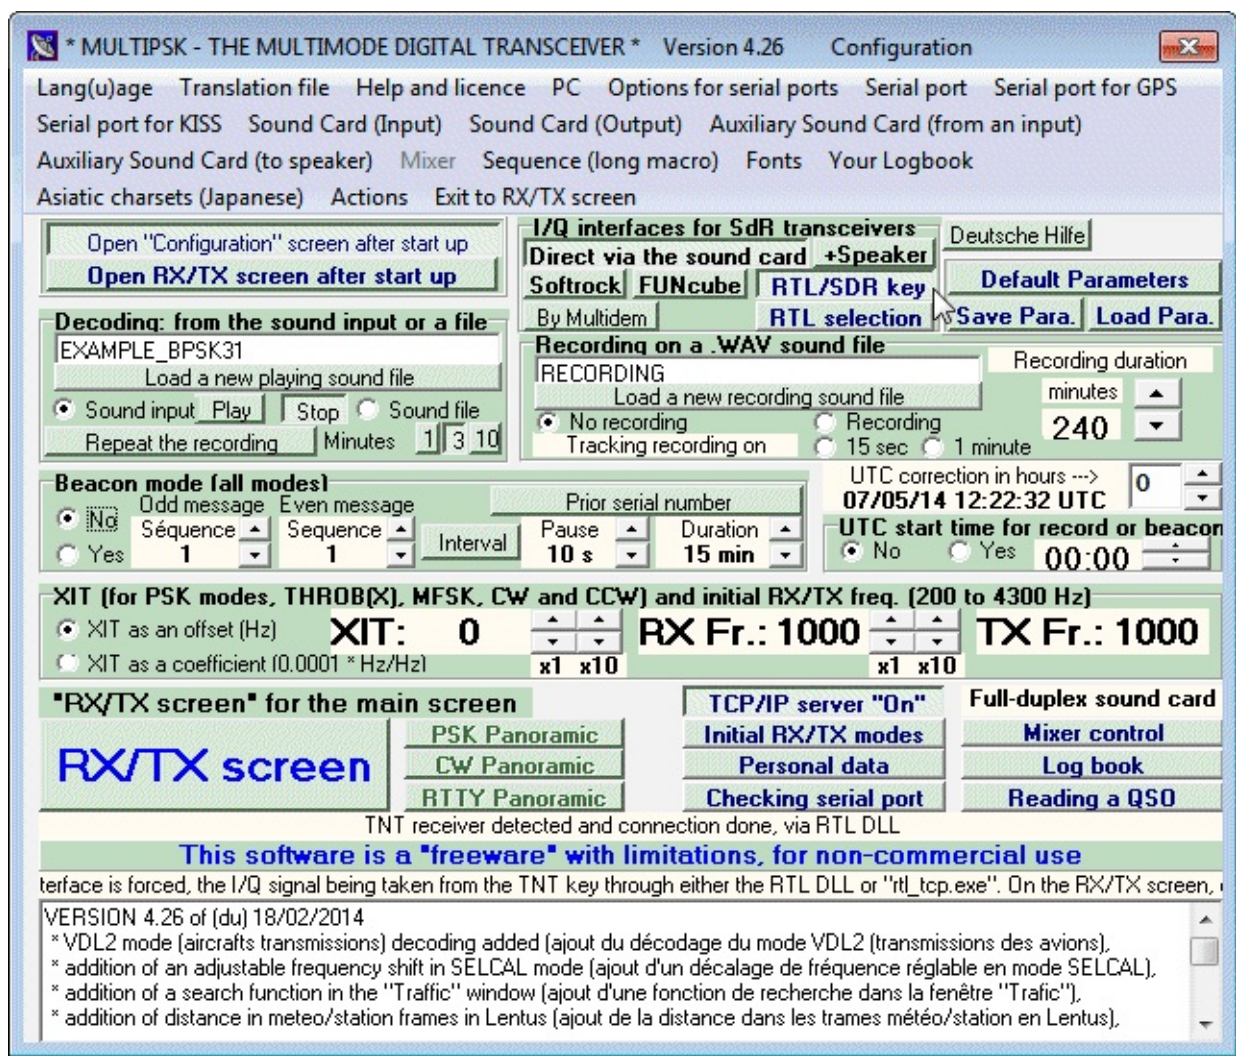 * MULTIPSK - THE MULTIMODE DIGITAL TRANSCEIVER * Version 4.26 Configuration
Lang(u)age Translation file Help and licence PC Options for serial ports Serial port Serial port for GPS
Serial port for KISS Sound Card (Input) Sound Card (Output) Auxiliary Sound Card (from an input)
Auxiliary Sound Card (to speaker) Mixer Sequence (long macro) Fonts Your Logbook
Asiatic charsets (Japanese) Actions Exit to RX/TX screen
Open "Configuration" screen after start up
Open RX/TX screen after start up
I/Q interfaces for SdR transceivers
Direct via the sound card +Speaker
Softrock FUNcube RTL/SDR key
By Multidem RTL selection
Deutsche Hilfe
Default Parameters
Save Para. Load Para.
Decoding: from the sound input or a file
EXAMPLE_BPSK31
Load a new playing sound file
Sound input Play Stop Sound file
Repeat the recording Minutes 1 3 10
Recording on a .WAV sound file
RECORDING
Load a new recording sound file
No recording Recording
Tracking recording on 15 sec 1 minute
Recording duration
minutes
240
Beacon mode (all modes)
Odd message Even message Prior serial number
No Séquence Sequence Interval Pause Duration
Yes 1 1 10 s 15 min
UTC correction in hours ---> 0
07/05/14 12:22:32 UTC
UTC start time for record or beacon
No Yes 00:00
XIT (for PSK modes, THROB(X), MFSK, CW and CCW) and initial RX/TX freq. (200 to 4300 Hz)
XIT as an offset (Hz) XIT: 0 RX Fr.: 1000 TX Fr.: 1000
XIT as a coefficient (0.0001 * Hz/Hz) x1 x10 x1 x10
"RX/TX screen" for the main screen
RX/TX screen
PSK Panoramic
CW Panoramic
RTTY Panoramic
TCP/IP server "On"
Initial RX/TX modes
Personal data
Checking serial port
Full-duplex sound card
Mixer control
Log book
Reading a QSO
TNT receiver detected and connection done, via RTL DLL
This software is a "freeware" with limitations, for non-commercial use
terface is forced, the I/Q signal being taken from the TNT key through either the RTL DLL or "rtl_tcp.exe". On the RX/TX screen,
VERSION 4.26 of (du) 18/02/2014
* VDL2 mode (aircrafts transmissions) decoding added (ajout du décodage du mode VDL2 (transmissions des avions),
* addition of an adjustable frequency shift in SELCAL mode (ajout d'un décalage de fréquence réglable en mode SELCAL),
* addition of a search function in the "Traffic" window (ajout d'une fonction de recherche dans la fenêtre "Trafic"),
* addition of distance in meteo/station frames in Lentus (ajout de la distance dans les trames météo/station en Lentus),